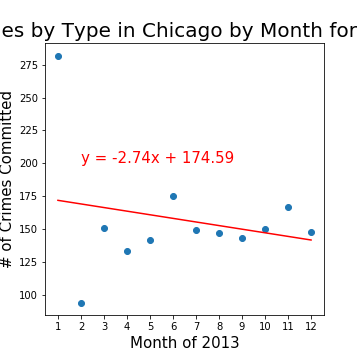 es by Type in Chicago by Month for
# of Crimes Committed
275
250
225
200
175
150
125
100
y = -2.74x + 174.59
1 2 3 4 5 6 7 8 9 10 11 12
Month of 2013